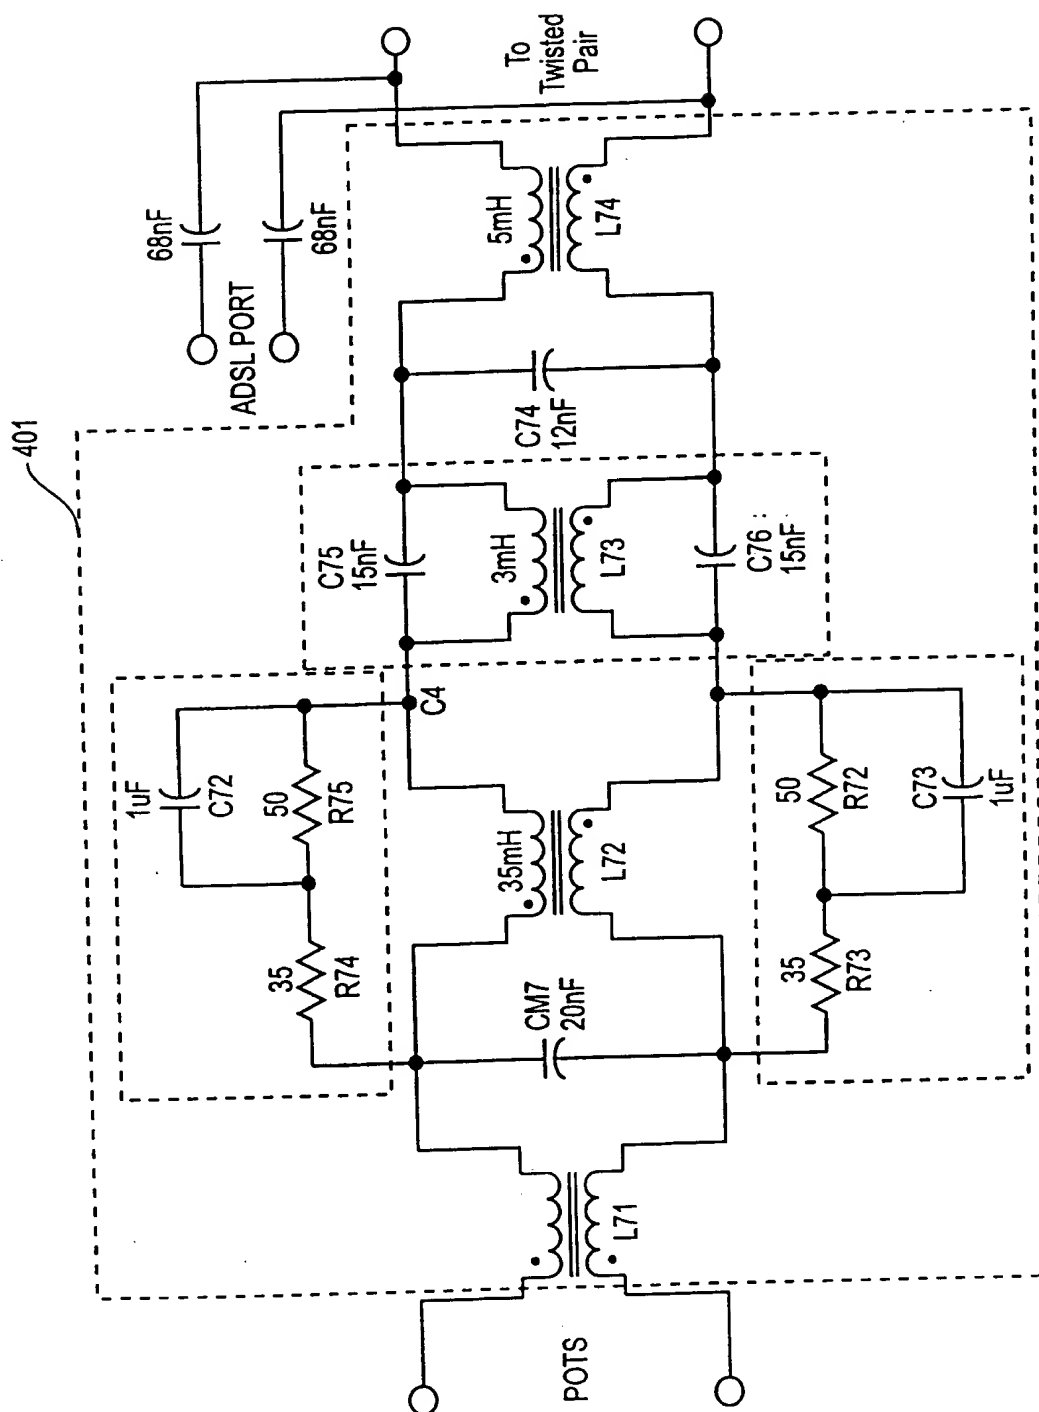 401
68nF
ADSL PORT
68nF
To
Twisted
Pair
5mH
L74
C74
12nF
C75
15nF
3mH
L73
C76
15nF
1uF
C72
50
R75
C4
35
R74
35mH
L72
CM7
20nF
50
R72
C73
1uF
35
R73
L71
POTS